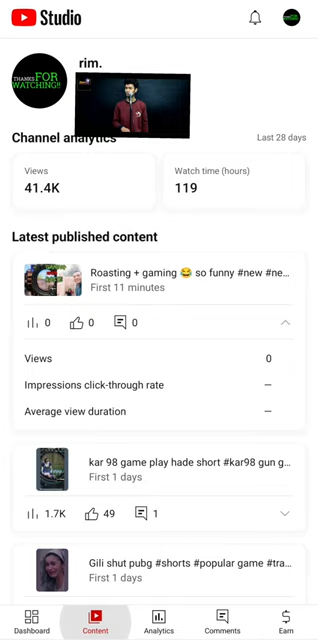 Studio
THANKS FOR
WATCHING!!
THANKS FOR
WATCHING!!
rim.
Channel analytics
Last 28 days
Views
41.4K
Watch time (hours)
119
Latest published content
Roasting + gaming 😂 so funny #new #ne...
First 11 minutes
0
0
0
Views
0
Impressions click-through rate
—
Average view duration
—
kar 98 game play hade short #kar98 gun g...
First 1 days
1.7K
49
1
Gili shut pubg #shorts #popular game #tra...
First 1 days
Dashboard
Content
Analytics
Comments
Earn